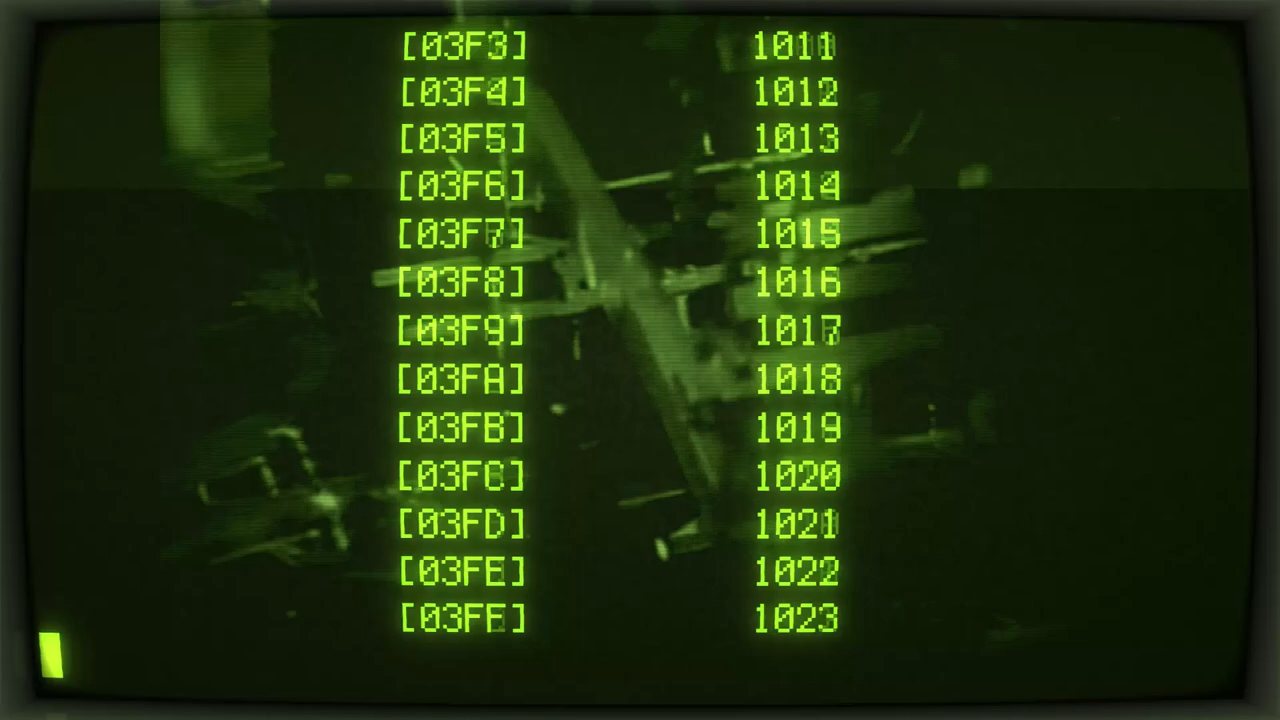 [03F3] 1011
[03F4] 1012
[03F5] 1013
[03F6] 1014
[03F7] 1015
[03F8] 1016
[03F9] 1017
[03FA] 1018
[03FB] 1019
[03FC] 1020
[03FD] 1021
[03FE] 1022
[03FF] 1023